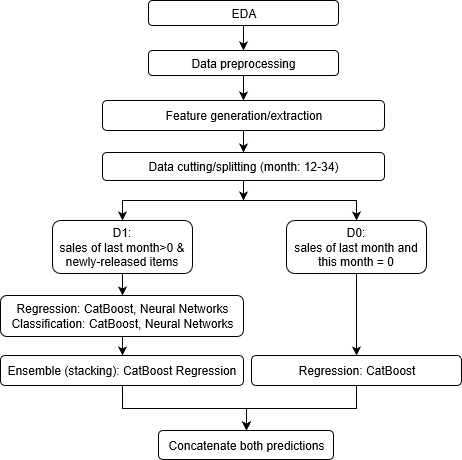 EDA
Data preprocessing
Feature generation/extraction
Data cutting/splitting (month: 12-34)
D1:
sales of last month>0 &
newly-released items
D0:
sales of last month and
this month = 0
Regression: CatBoost, Neural Networks
Classification: CatBoost, Neural Networks
Ensemble (stacking): CatBoost Regression
Regression: CatBoost
Concatenate both predictions